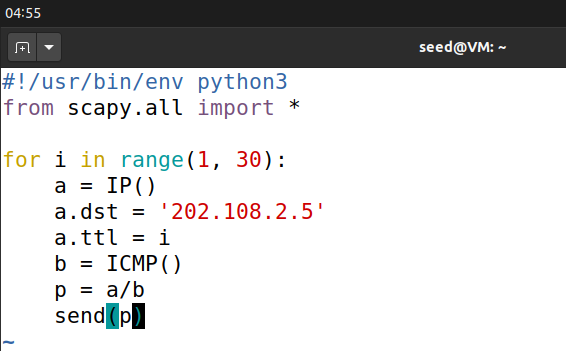 04:55
seed@VM: ~
#!/usr/bin/env python3
from scapy.all import *

for i in range(1, 30):
    a = IP()
    a.dst = '202.108.2.5'
    a.ttl = i
    b = ICMP()
    p = a/b
    send(p)
~